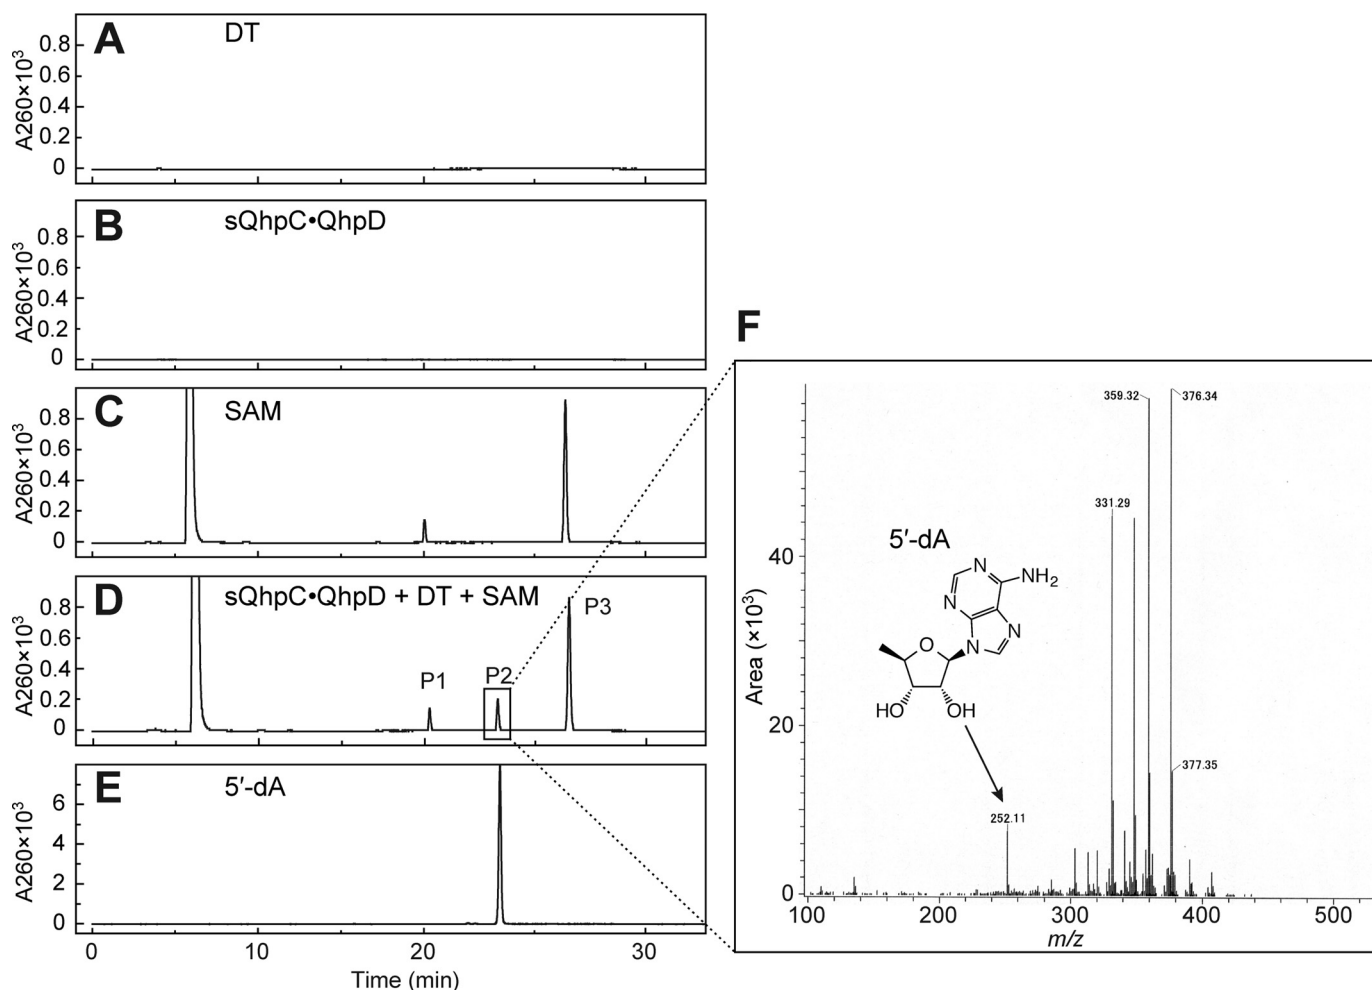 A
DT
A260×10³
0.8
0.6
0.4
0.2
0
B
sQhpC•QhpD
A260×10³
0.8
0.6
0.4
0.2
0
C
SAM
A260×10³
0.8
0.6
0.4
0.2
0
D
sQhpC•QhpD + DT + SAM
A260×10³
0.8
0.6
0.4
0.2
0
P1
P2
P3
E
5′-dA
A260×10³
6
4
2
0
0
10
20
30
Time (min)
F
359.32
376.34
331.29
5′-dA
N
NH₂
N
N
N
O
HO
OH
377.35
252.11
Area (×10³)
40
20
0
100
200
300
400
500
m/z